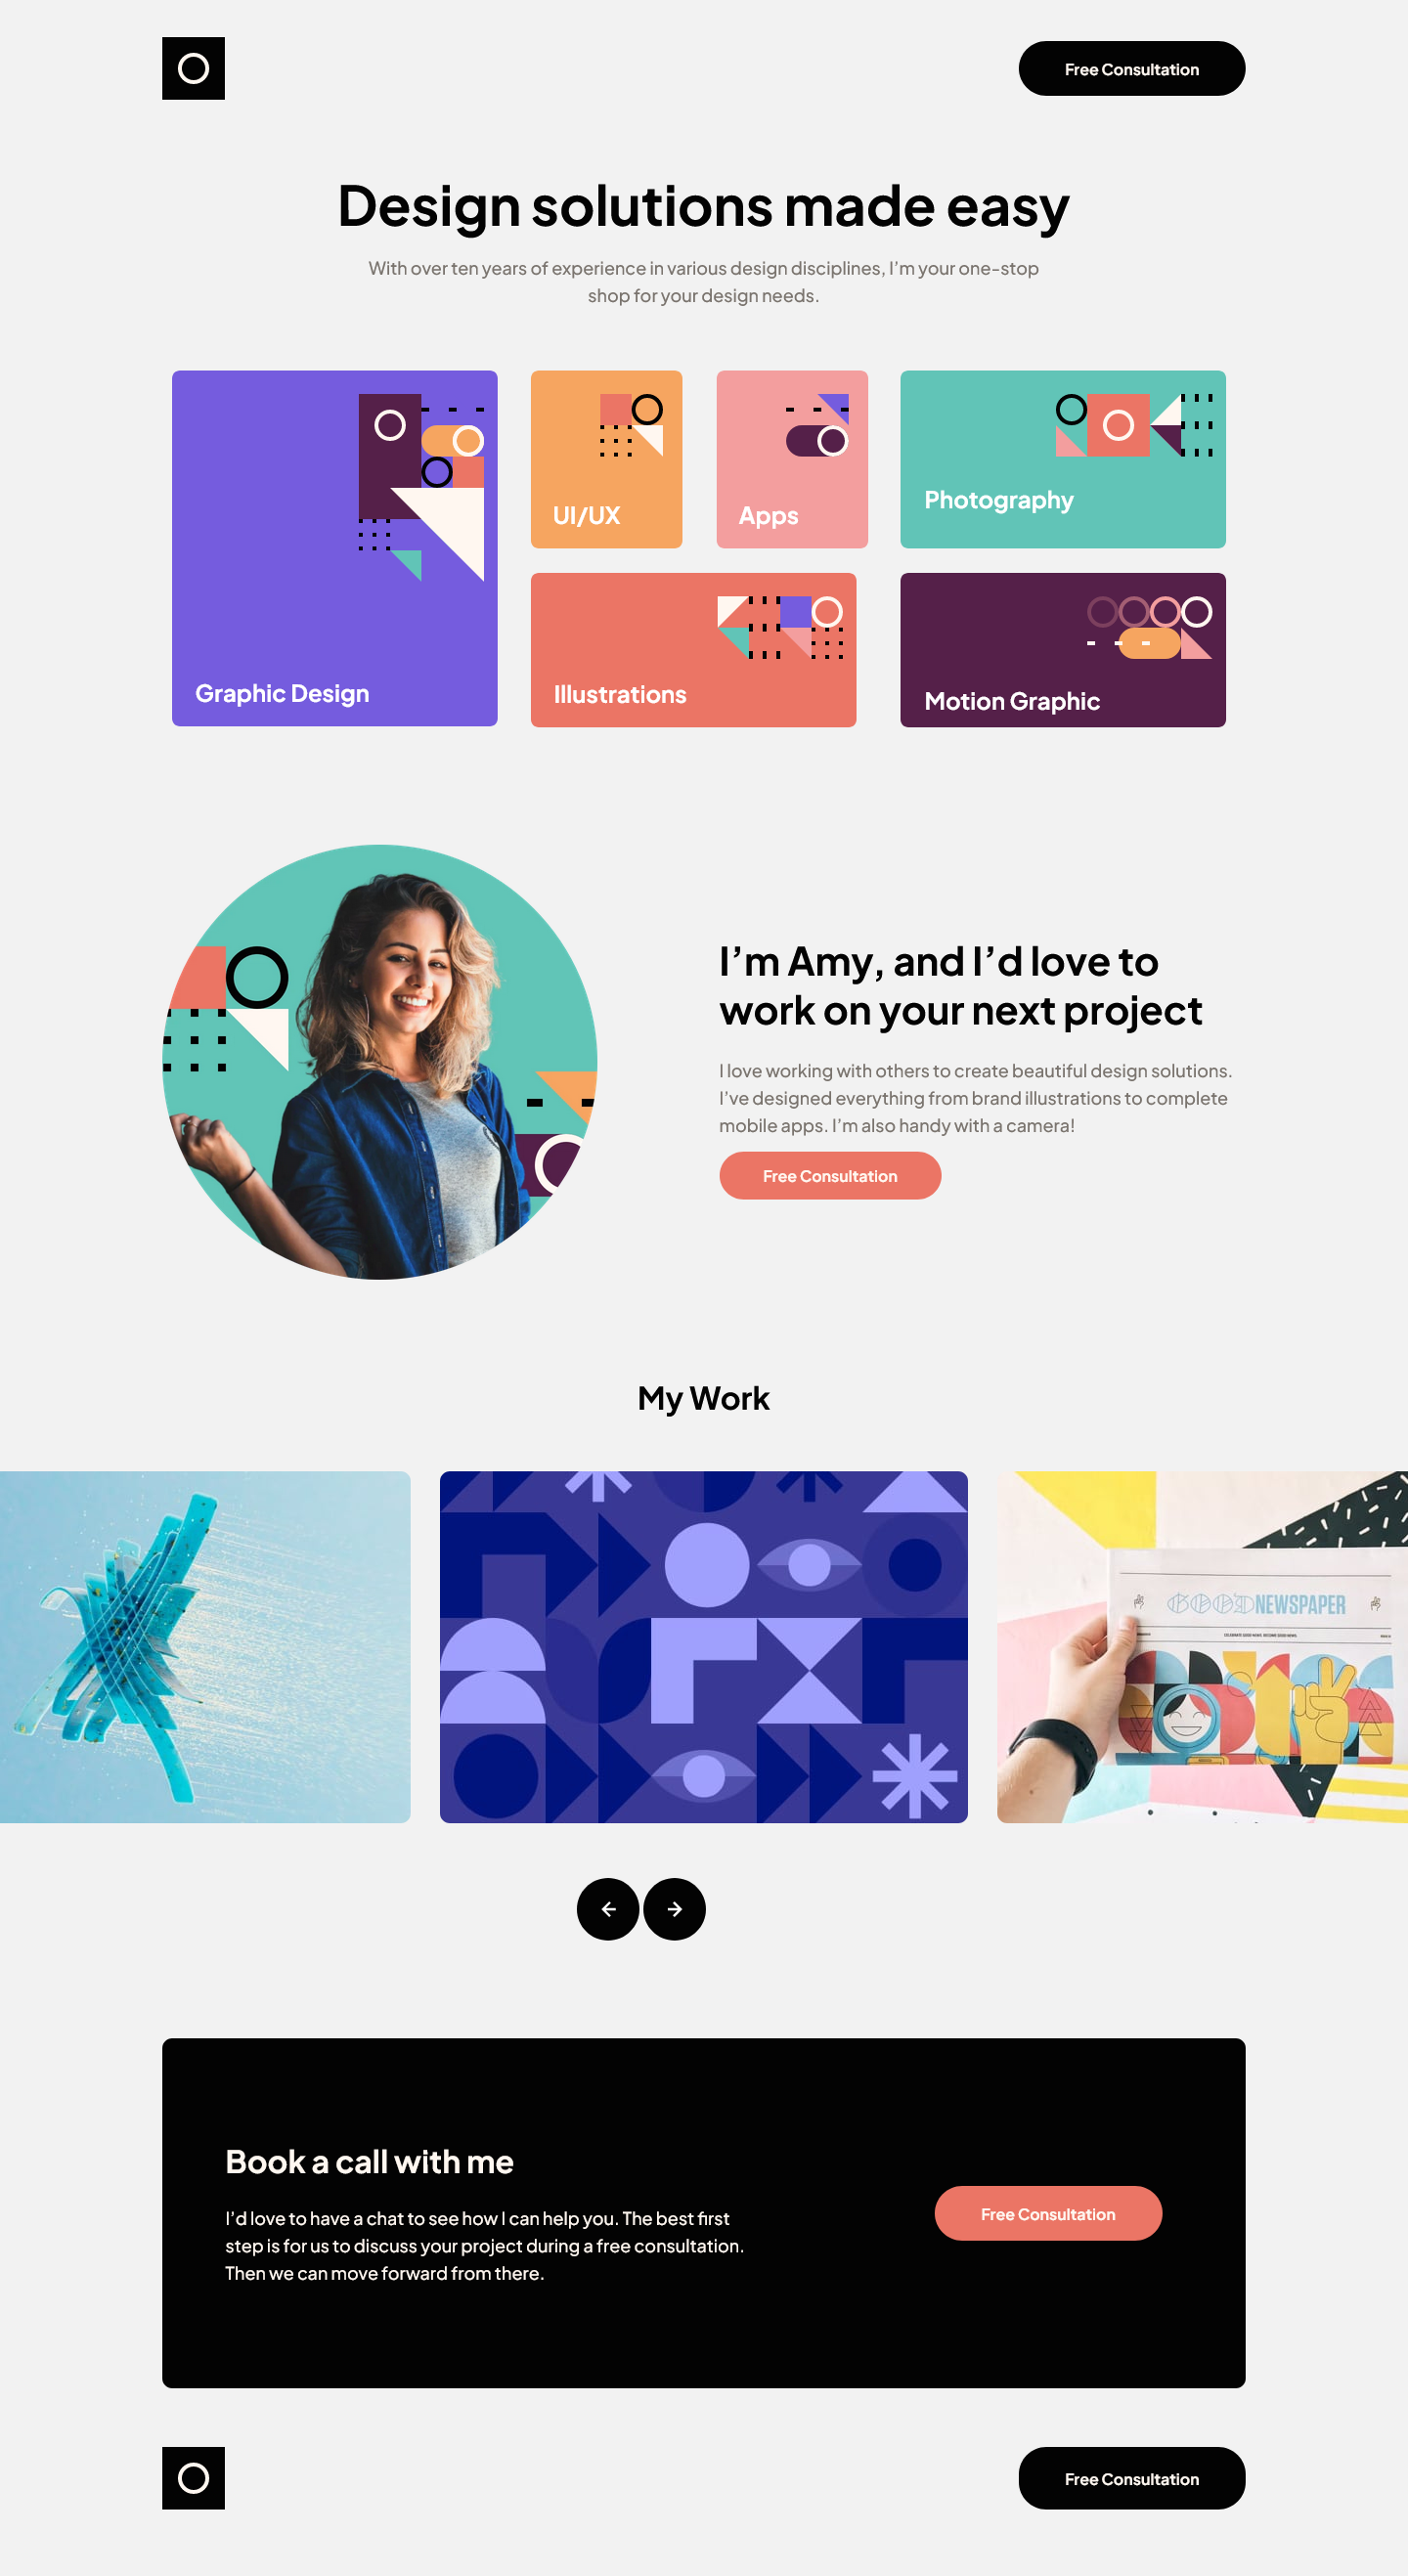 Free Consultation
Design solutions made easy
With over ten years of experience in various design disciplines, I’m your one-stop
shop for your design needs.
Graphic Design
UI/UX
Apps
Photography
Illustrations
Motion Graphic
I’m Amy, and I’d love to
work on your next project
I love working with others to create beautiful design solutions.
I’ve designed everything from brand illustrations to complete
mobile apps. I’m also handy with a camera!
Free Consultation
My Work
GOOD NEWSPAPER
Book a call with me
I’d love to have a chat to see how I can help you. The best first
step is for us to discuss your project during a free consultation.
Then we can move forward from there.
Free Consultation
Free Consultation